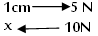 1cm → 5 N
x ← 10N